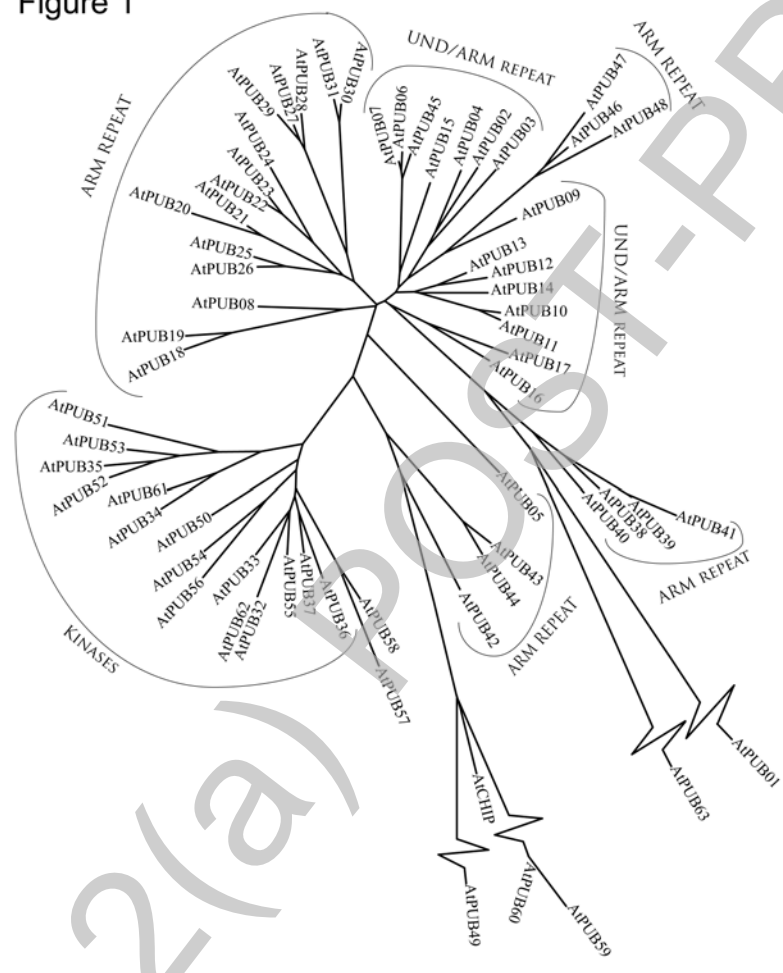 Figure 1
ARM REPEAT
AtPUB30
AtPUB31
AtPUB28
AtPUB27
AtPUB29
AtPUB24
AtPUB23
AtPUB22
AtPUB21
AtPUB20
AtPUB25
AtPUB26
AtPUB08
AtPUB19
AtPUB18
UND/ARM REPEAT
AtPUB07
AtPUB06
AtPUB45
AtPUB15
AtPUB04
AtPUB02
AtPUB03
ARM REPEAT
AtPUB47
AtPUB46
AtPUB48
UND/ARM REPEAT
AtPUB09
AtPUB13
AtPUB12
AtPUB14
AtPUB10
AtPUB11
AtPUB17
AtPUB16
KINASES
AtPUB51
AtPUB53
AtPUB35
AtPUB52
AtPUB61
AtPUB34
AtPUB50
AtPUB54
AtPUB56
AtPUB33
AtPUB62
AtPUB32
AtPUB55
AtPUB37
AtPUB36
AtPUB58
AtPUB57
AtPUB05
AtPUB43
AtPUB44
AtPUB42
ARM REPEAT
AtPUB40
AtPUB38
AtPUB39
AtPUB41
ARM REPEAT
AtPUB01
AtPUB63
AtCHIP
AtPUB60
AtPUB59
AtPUB49
2(a) POST-PR